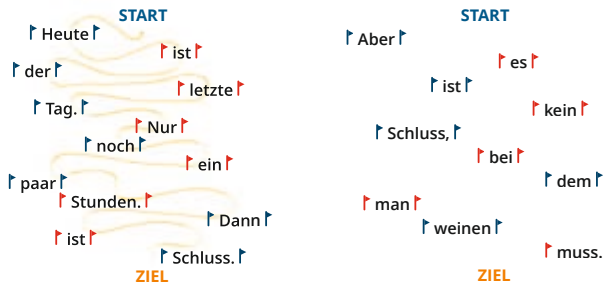 START
Heute
ist
der
letzte
Tag.
Nur
noch
ein
paar
Stunden.
Dann
ist
Schluss.
ZIEL
START
Aber
es
ist
kein
Schluss,
bei
dem
man
weinen
muss.
ZIEL